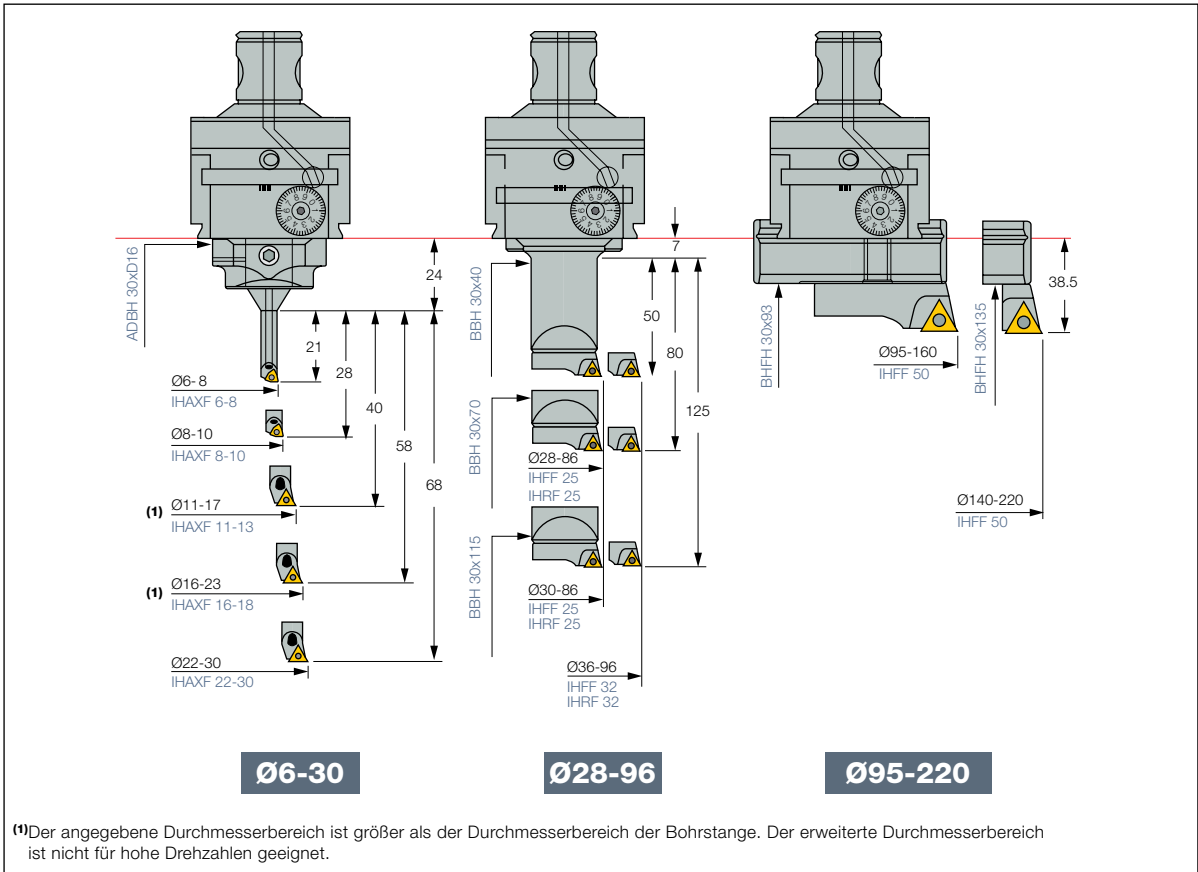 ADBH 30xD16
24
21
28
40
58
68
Ø6-8
IHAXF 6-8
Ø8-10
IHAXF 8-10
(1) Ø11-17
IHAXF 11-13
(1) Ø16-23
IHAXF 16-18
Ø22-30
IHAXF 22-30
Ø6-30
BBH 30x40
BBH 30x70
BBH 30x115
7
50
80
125
Ø28-86
IHFF 25
IHRF 25
Ø30-86
IHFF 25
IHRF 25
Ø36-96
IHFF 32
IHRF 32
Ø28-96
BHFH 30x93
BHFH 30x135
38.5
Ø95-160
IHFF 50
Ø140-220
IHFF 50
Ø95-220
(1)Der angegebene Durchmesserbereich ist größer als der Durchmesserbereich der Bohrstange. Der erweiterte Durchmesserbereich
ist nicht für hohe Drehzahlen geeignet.